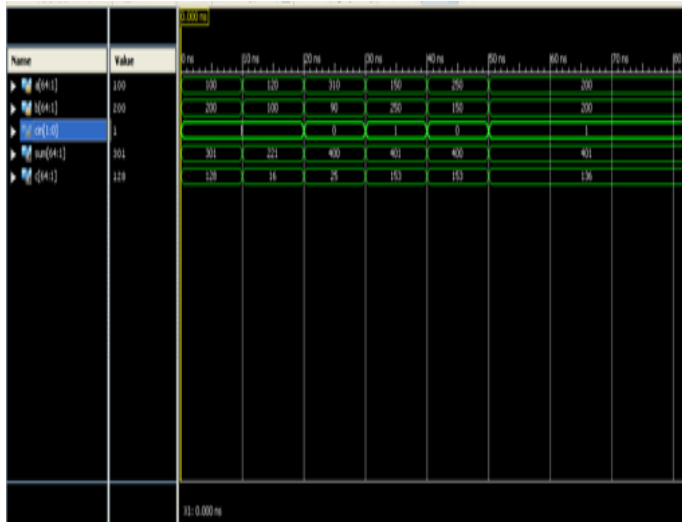 0.000 ns
Name Value 0 ns 10 ns 20 ns 30 ns 40 ns 50 ns 60 ns 70 ns 80
a[64:1] 100 100 120 310 150 250 200
b[64:1] 200 200 100 90 250 150 200
cin[1:0] 1 1 0 1 0 1
sum[64:1] 301 301 221 400 401 400 401
c[64:1] 128 128 16 25 153 153 136
X1: 0.000 ns